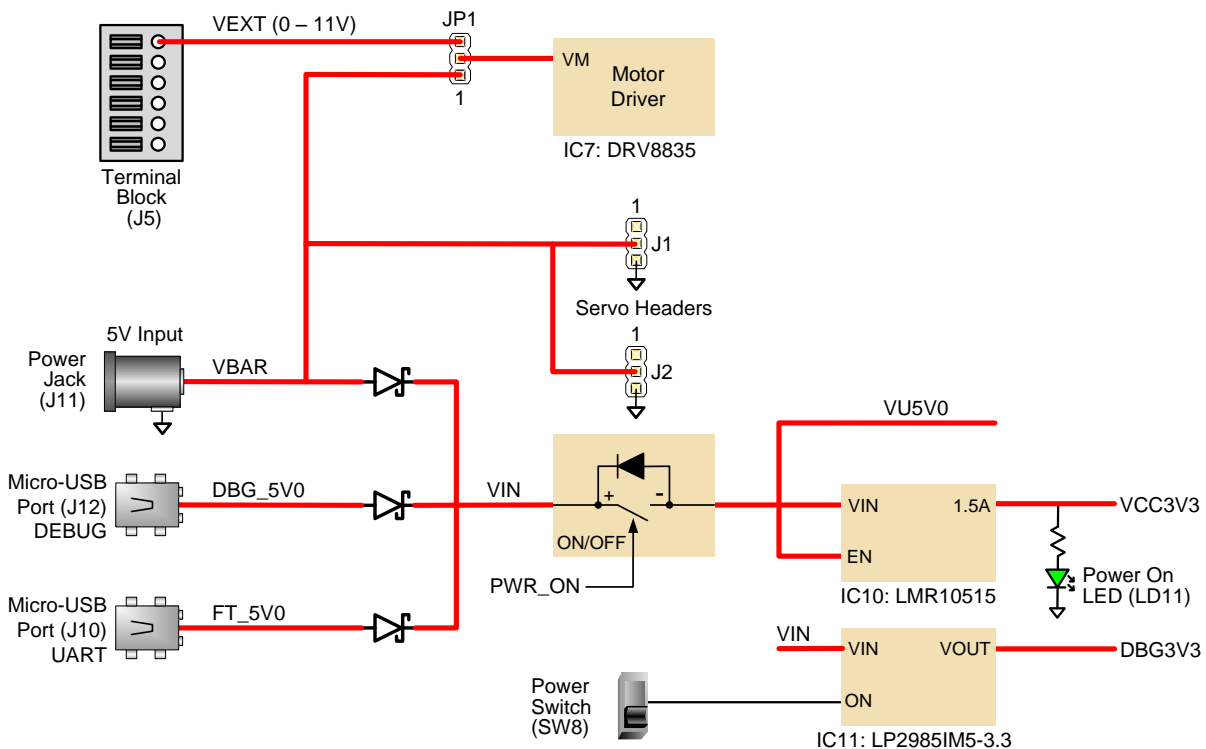 VEXT (0 – 11V)
JP1
1
VM
Motor
Driver
IC7: DRV8835
Terminal
Block
(J5)
1
J1
Servo Headers
1
J2
5V Input
Power
Jack
(J11)
VBAR
VU5V0
Micro-USB
Port (J12)
DEBUG
DBG_5V0
VIN
+
-
ON/OFF
PWR_ON
VIN
1.5A
EN
VCC3V3
IC10: LMR10515
Power On
LED (LD11)
Micro-USB
Port (J10)
UART
FT_5V0
VIN
VIN
VOUT
ON
DBG3V3
Power
Switch
(SW8)
IC11: LP2985IM5-3.3